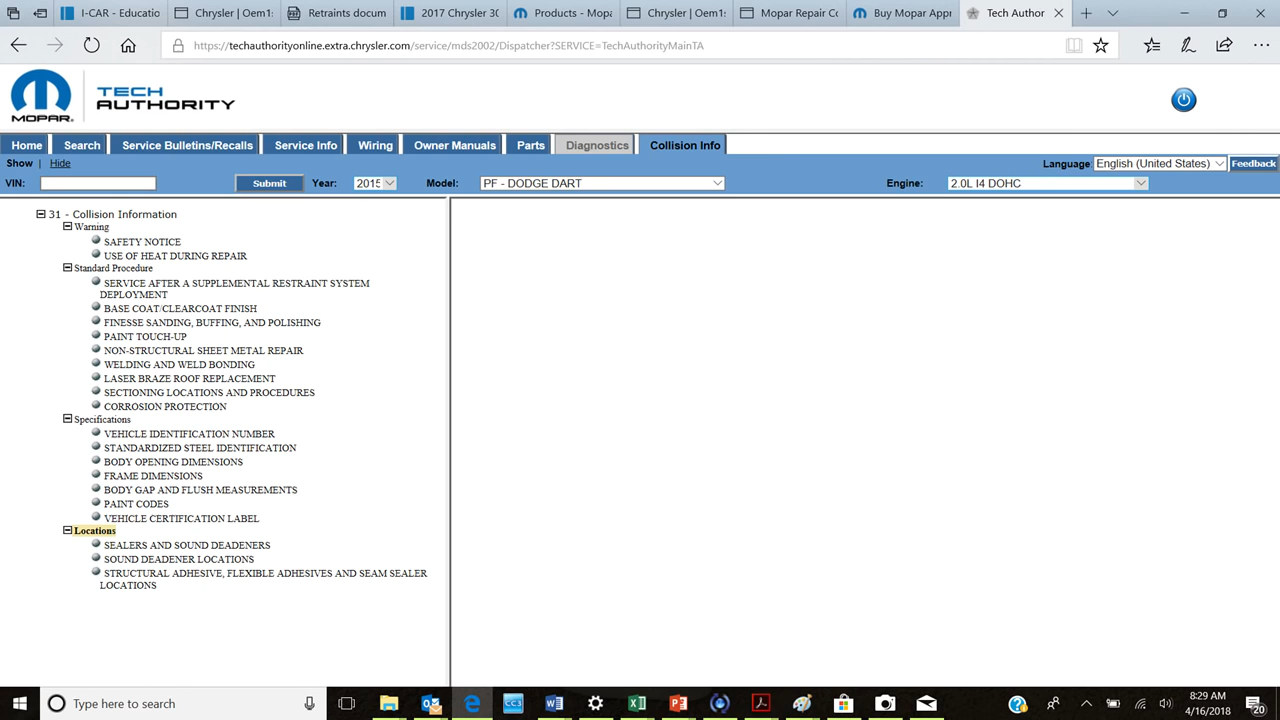 I-CAR - Educatio
Chrysler | Oem1s
Retraints docum
2017 Chrysler 30
Products - Mopa
Chrysler | Oem1s
Mopar Repair Co
Buy Mopar Appr
Tech Author
https://techauthorityonline.extra.chrysler.com/service/mds2002/Dispatcher?SERVICE=TechAuthorityMainTA
MOPAR
TECH
AUTHORITY
Home Search Service Bulletins/Recalls Service Info Wiring Owner Manuals Parts Diagnostics Collision Info
Show | Hide Language: English (United States) Feedback
VIN: Submit Year: 2015 Model: PF - DODGE DART Engine: 2.0L I4 DOHC
31 - Collision Information
Warning
SAFETY NOTICE
USE OF HEAT DURING REPAIR
Standard Procedure
SERVICE AFTER A SUPPLEMENTAL RESTRAINT SYSTEM
DEPLOYMENT
BASE COAT/CLEARCOAT FINISH
FINESSE SANDING, BUFFING, AND POLISHING
PAINT TOUCH-UP
NON-STRUCTURAL SHEET METAL REPAIR
WELDING AND WELD BONDING
LASER BRAZE ROOF REPLACEMENT
SECTIONING LOCATIONS AND PROCEDURES
CORROSION PROTECTION
Specifications
VEHICLE IDENTIFICATION NUMBER
STANDARDIZED STEEL IDENTIFICATION
BODY OPENING DIMENSIONS
FRAME DIMENSIONS
BODY GAP AND FLUSH MEASUREMENTS
PAINT CODES
VEHICLE CERTIFICATION LABEL
Locations
SEALERS AND SOUND DEADENERS
SOUND DEADENER LOCATIONS
STRUCTURAL ADHESIVE, FLEXIBLE ADHESIVES AND SEAM SEALER
LOCATIONS
Type here to search
CC3
8:29 AM
4/16/2018
20